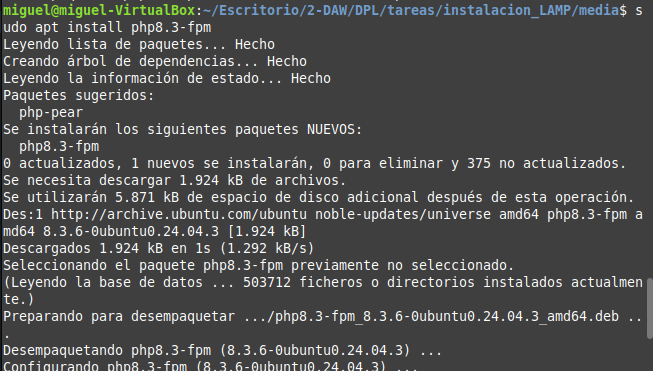 miguel@miguel-VirtualBox:~/Escritorio/2-DAW/DPL/tareas/instalacion_LAMP/media$ s
udo apt install php8.3-fpm
Leyendo lista de paquetes... Hecho
Creando árbol de dependencias... Hecho
Leyendo la información de estado... Hecho
Paquetes sugeridos:
  php-pear
Se instalarán los siguientes paquetes NUEVOS:
  php8.3-fpm
0 actualizados, 1 nuevos se instalarán, 0 para eliminar y 375 no actualizados.
Se necesita descargar 1.924 kB de archivos.
Se utilizarán 5.871 kB de espacio de disco adicional después de esta operación.
Des:1 http://archive.ubuntu.com/ubuntu noble-updates/universe amd64 php8.3-fpm a
md64 8.3.6-0ubuntu0.24.04.3 [1.924 kB]
Descargados 1.924 kB en 1s (1.292 kB/s)
Seleccionando el paquete php8.3-fpm previamente no seleccionado.
(Leyendo la base de datos ... 503712 ficheros o directorios instalados actualmen
te.)
Preparando para desempaquetar .../php8.3-fpm_8.3.6-0ubuntu0.24.04.3_amd64.deb ..
.
Desempaquetando php8.3-fpm (8.3.6-0ubuntu0.24.04.3) ...
Configurando php8.3-fpm (8.3.6-0ubuntu0.24.04.3) ...